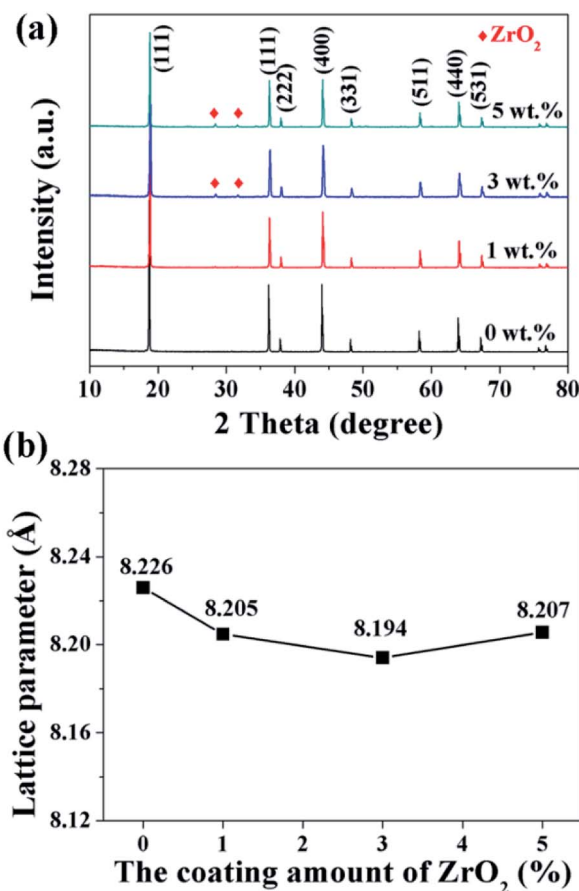 (a)
♦ZrO₂
(111)
(111)
(222)
(400)
(331)
(511)
(440)
(531)
5 wt.%
3 wt.%
1 wt.%
0 wt.%
Intensity (a.u.)
10 20 30 40 50 60 70 80
2 Theta (degree)
(b)
8.28
8.24
8.20
8.16
8.12
Lattice parameter (Å)
8.226
8.205
8.194
8.207
0 1 2 3 4 5
The coating amount of ZrO₂ (%)